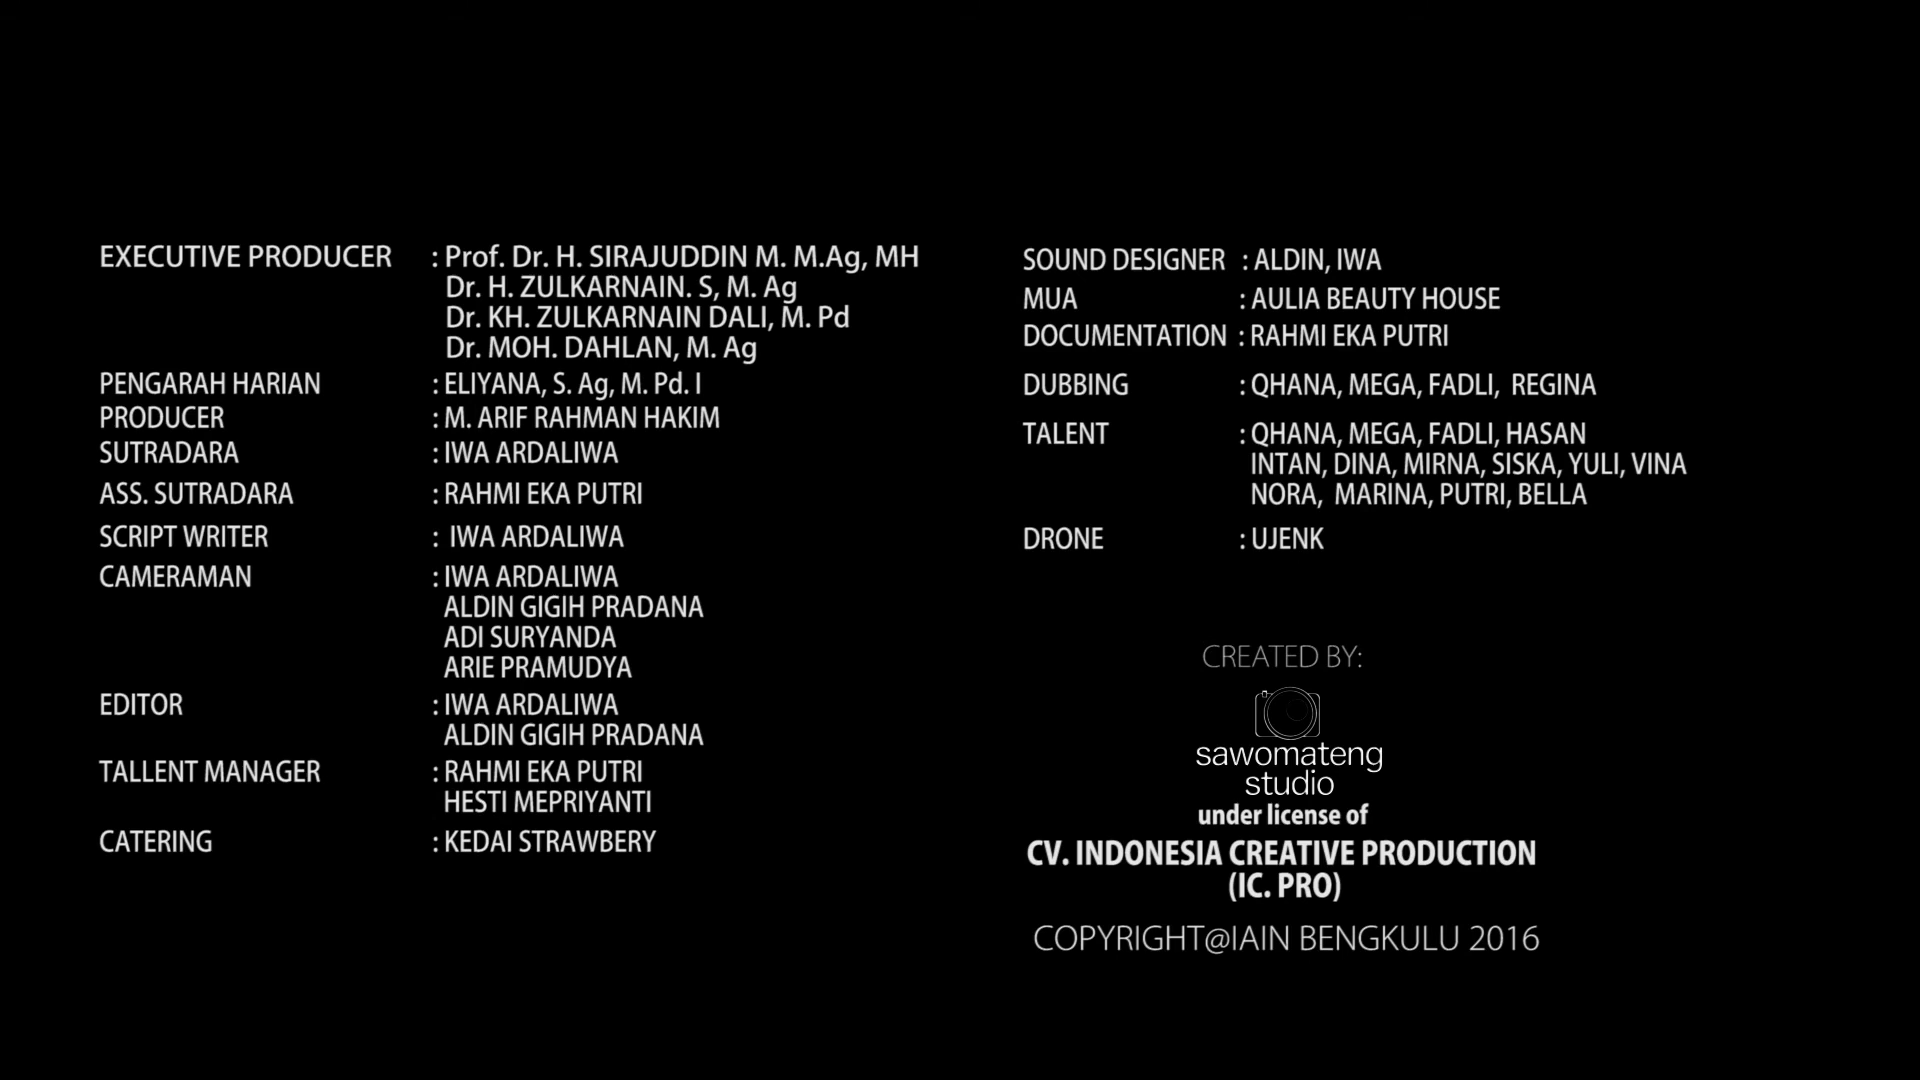 EXECUTIVE PRODUCER : Prof. Dr. H. SIRAJUDDIN M. M.Ag, MH
Dr. H. ZULKARNAIN. S, M. Ag
Dr. KH. ZULKARNAIN DALI, M. Pd
Dr. MOH. DAHLAN, M. Ag
PENGARAH HARIAN : ELIYANA, S. Ag, M. Pd. I
PRODUCER : M. ARIF RAHMAN HAKIM
SUTRADARA : IWA ARDALIWA
ASS. SUTRADARA : RAHMI EKA PUTRI
SCRIPT WRITER : IWA ARDALIWA
CAMERAMAN : IWA ARDALIWA
ALDIN GIGIH PRADANA
ADI SURYANDA
ARIE PRAMUDYA
EDITOR : IWA ARDALIWA
ALDIN GIGIH PRADANA
TALLENT MANAGER : RAHMI EKA PUTRI
HESTI MEPRIYANTI
CATERING : KEDAI STRAWBERY
SOUND DESIGNER : ALDIN, IWA
MUA : AULIA BEAUTY HOUSE
DOCUMENTATION : RAHMI EKA PUTRI
DUBBING : QHANA, MEGA, FADLI, REGINA
TALENT : QHANA, MEGA, FADLI, HASAN
INTAN, DINA, MIRNA, SISKA, YULI, VINA
NORA, MARINA, PUTRI, BELLA
DRONE : UJENK
CREATED BY:
sawomateng
studio
under license of
CV. INDONESIA CREATIVE PRODUCTION
(IC. PRO)
COPYRIGHT@IAIN BENGKULU 2016